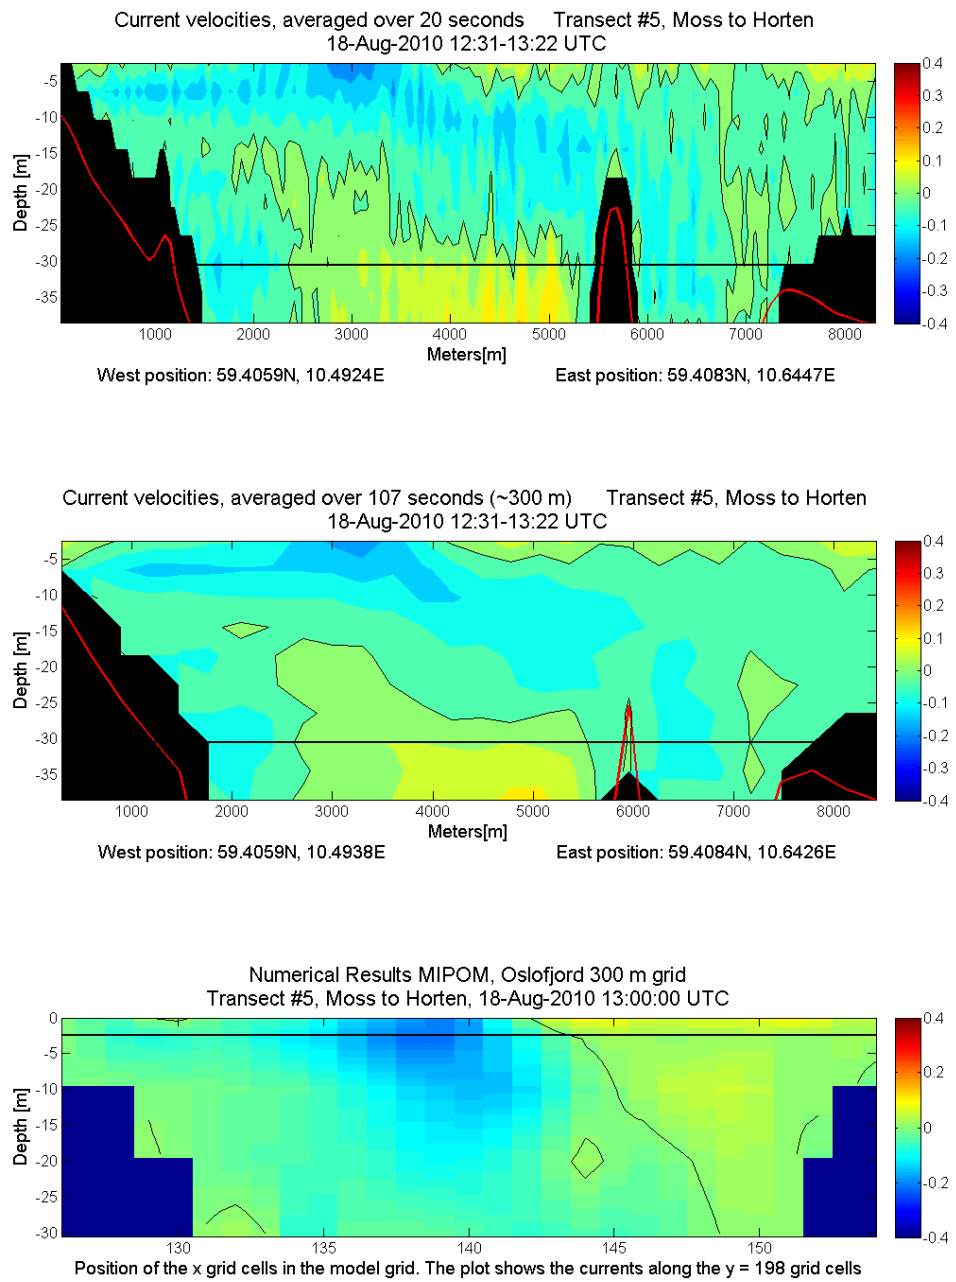 Current velocities, averaged over 20 seconds Transect #5, Moss to Horten
18-Aug-2010 12:31-13:22 UTC
Depth [m]
-5
-10
-15
-20
-25
-30
-35
1000 2000 3000 4000 5000 6000 7000 8000
Meters[m]
0.4
0.3
0.2
0.1
0
-0.1
-0.2
-0.3
-0.4
West position: 59.4059N, 10.4924E East position: 59.4083N, 10.6447E
Current velocities, averaged over 107 seconds (~300 m) Transect #5, Moss to Horten
18-Aug-2010 12:31-13:22 UTC
Depth [m]
-5
-10
-15
-20
-25
-30
-35
1000 2000 3000 4000 5000 6000 7000 8000
Meters[m]
0.4
0.3
0.2
0.1
0
-0.1
-0.2
-0.3
-0.4
West position: 59.4059N, 10.4938E East position: 59.4084N, 10.6426E
Numerical Results MIPOM, Oslofjord 300 m grid
Transect #5, Moss to Horten, 18-Aug-2010 13:00:00 UTC
Depth [m]
0
-5
-10
-15
-20
-25
-30
130 135 140 145 150
0.4
0.2
0
-0.2
-0.4
Position of the x grid cells in the model grid. The plot shows the currents along the y = 198 grid cells